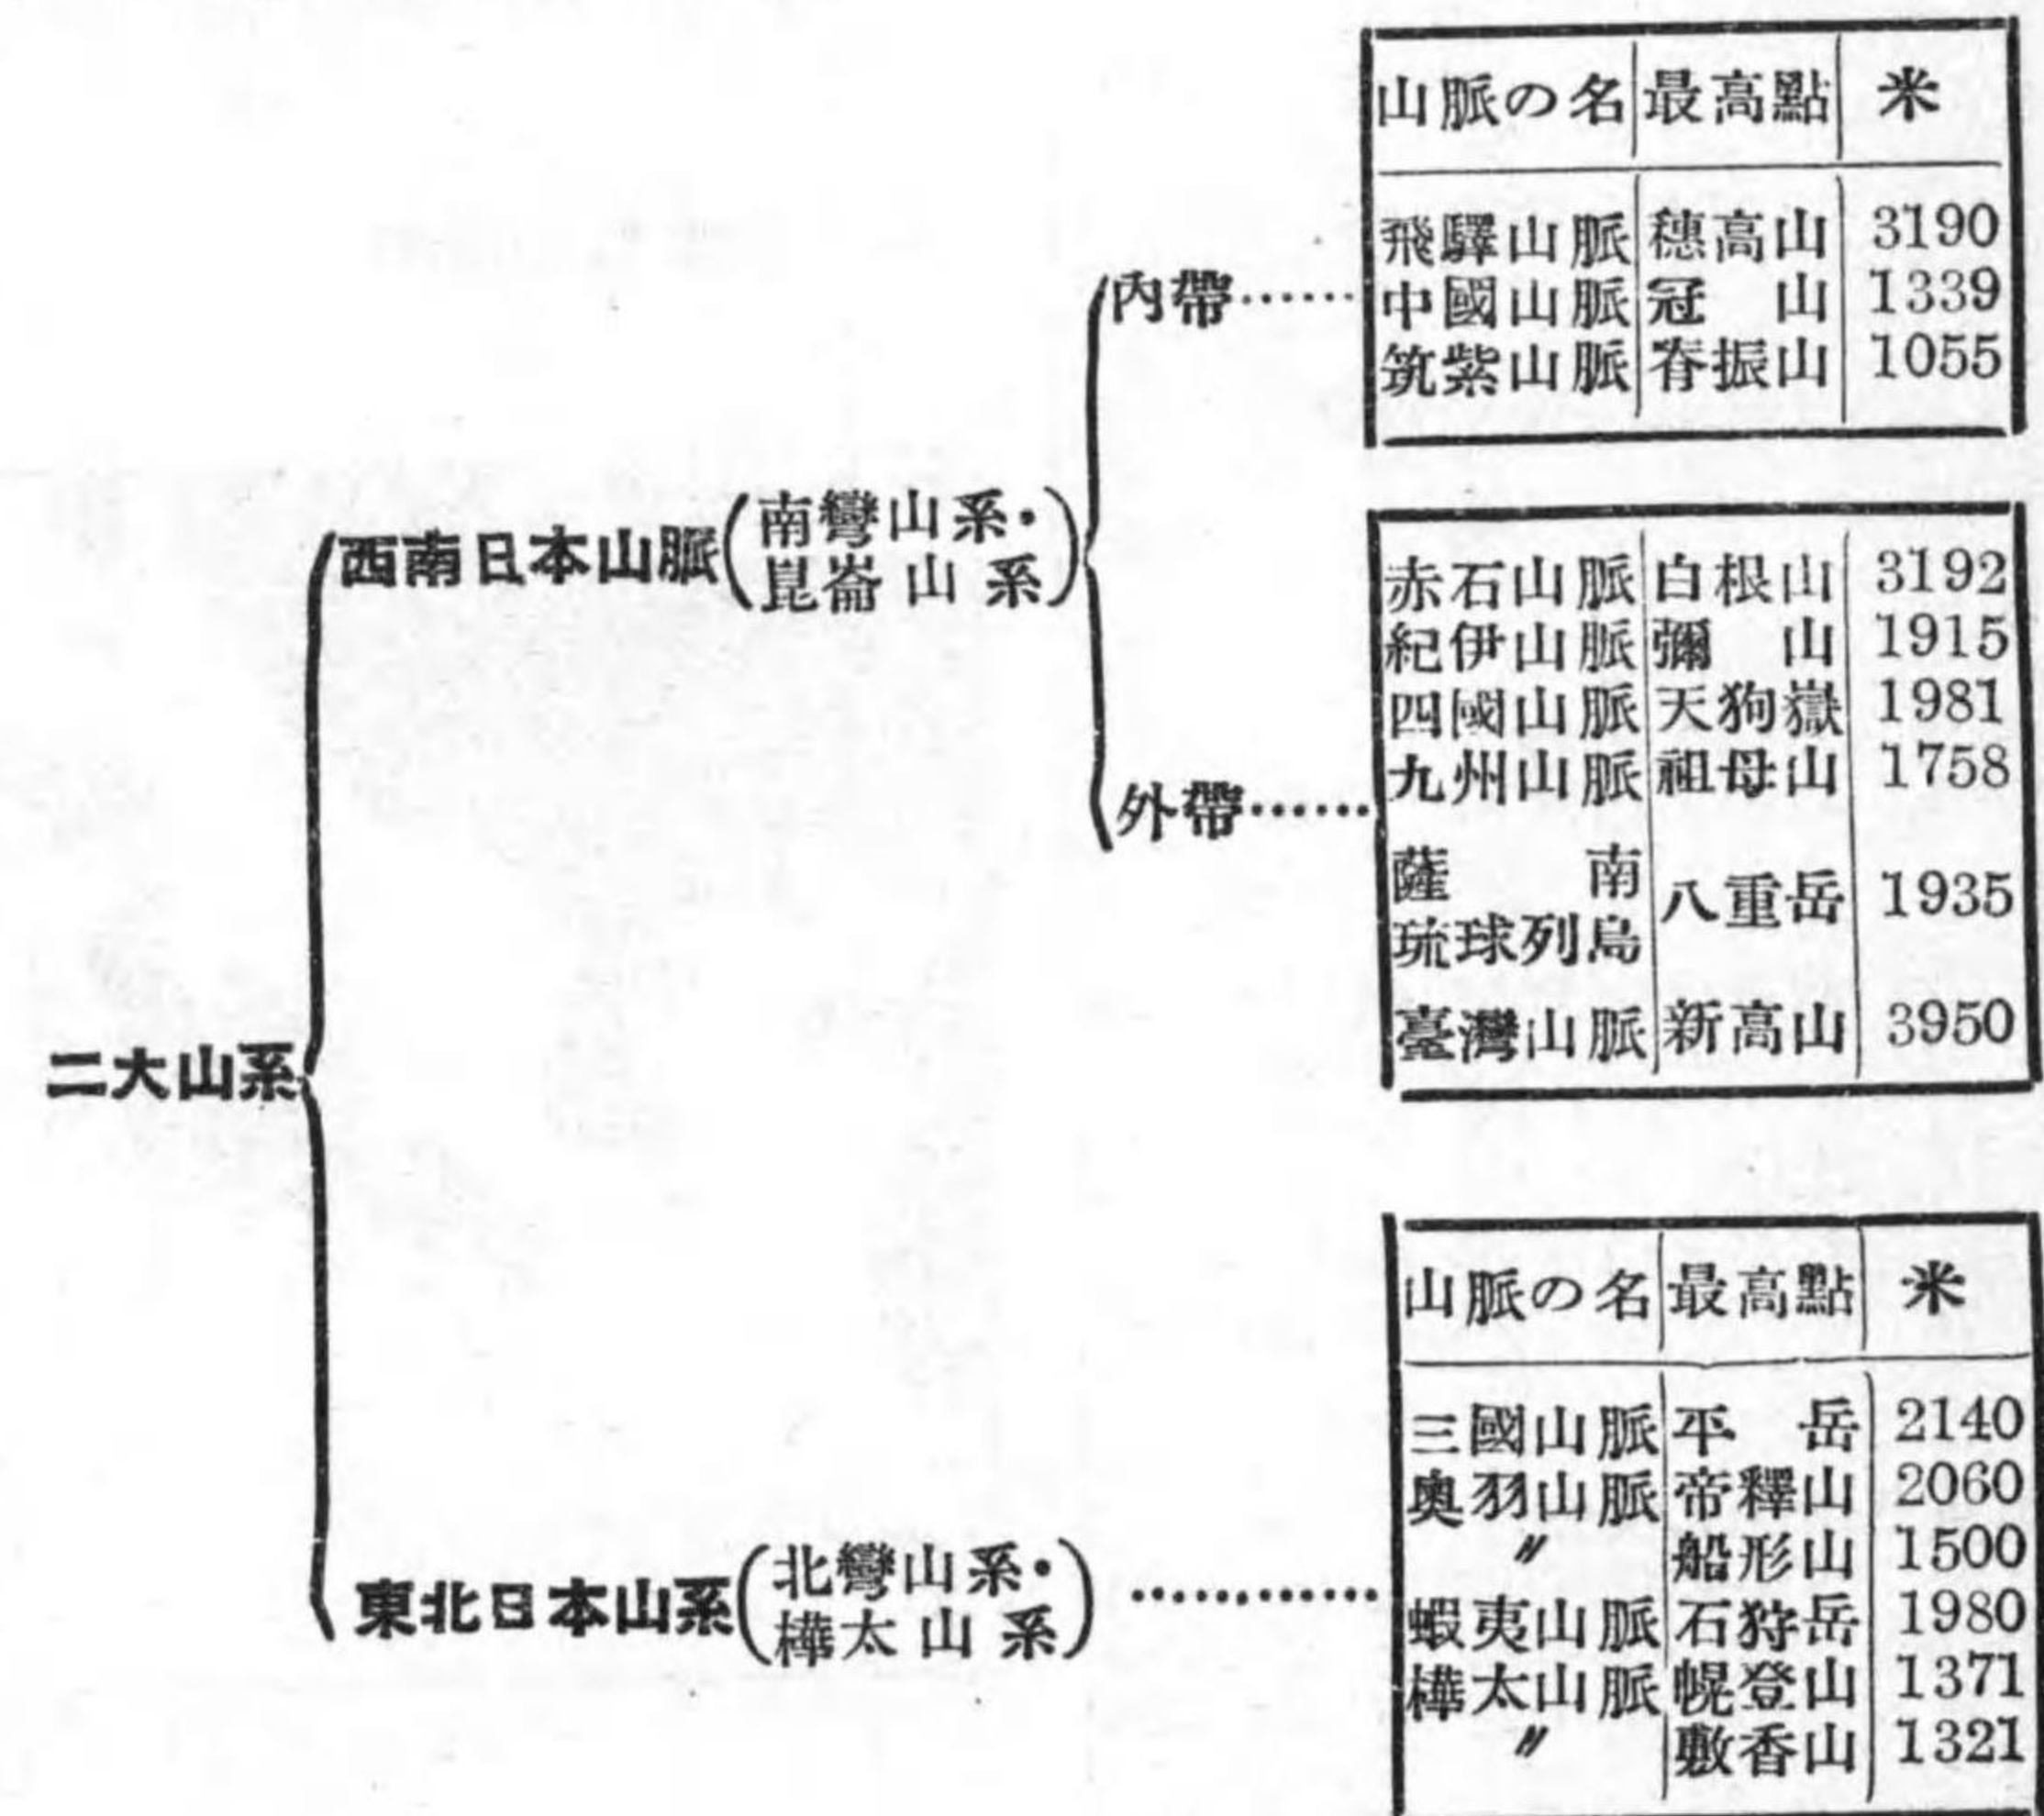 二大山系
西南日本山脈(南彎山系・崑崙山系)
內帶……
山脈の名 最高點 米
飛驒山脈 穗高山 3190
中國山脈 冠山 1339
筑紫山脈 脊振山 1055
外帶……
赤石山脈 白根山 3192
紀伊山脈 彌山 1915
四國山脈 天狗嶽 1981
九州山脈 祖母山 1758
薩南琉球列島 八重岳 1935
臺灣山脈 新高山 3950
東北日本山系(北彎山系・樺太山系)…………
山脈の名 最高點 米
三國山脈 平岳 2140
奧羽山脈 帝釋山 2060
〃 船形山 1500
蝦夷山脈 石狩岳 1980
樺太山脈 幌登山 1371
〃 敷香山 1321